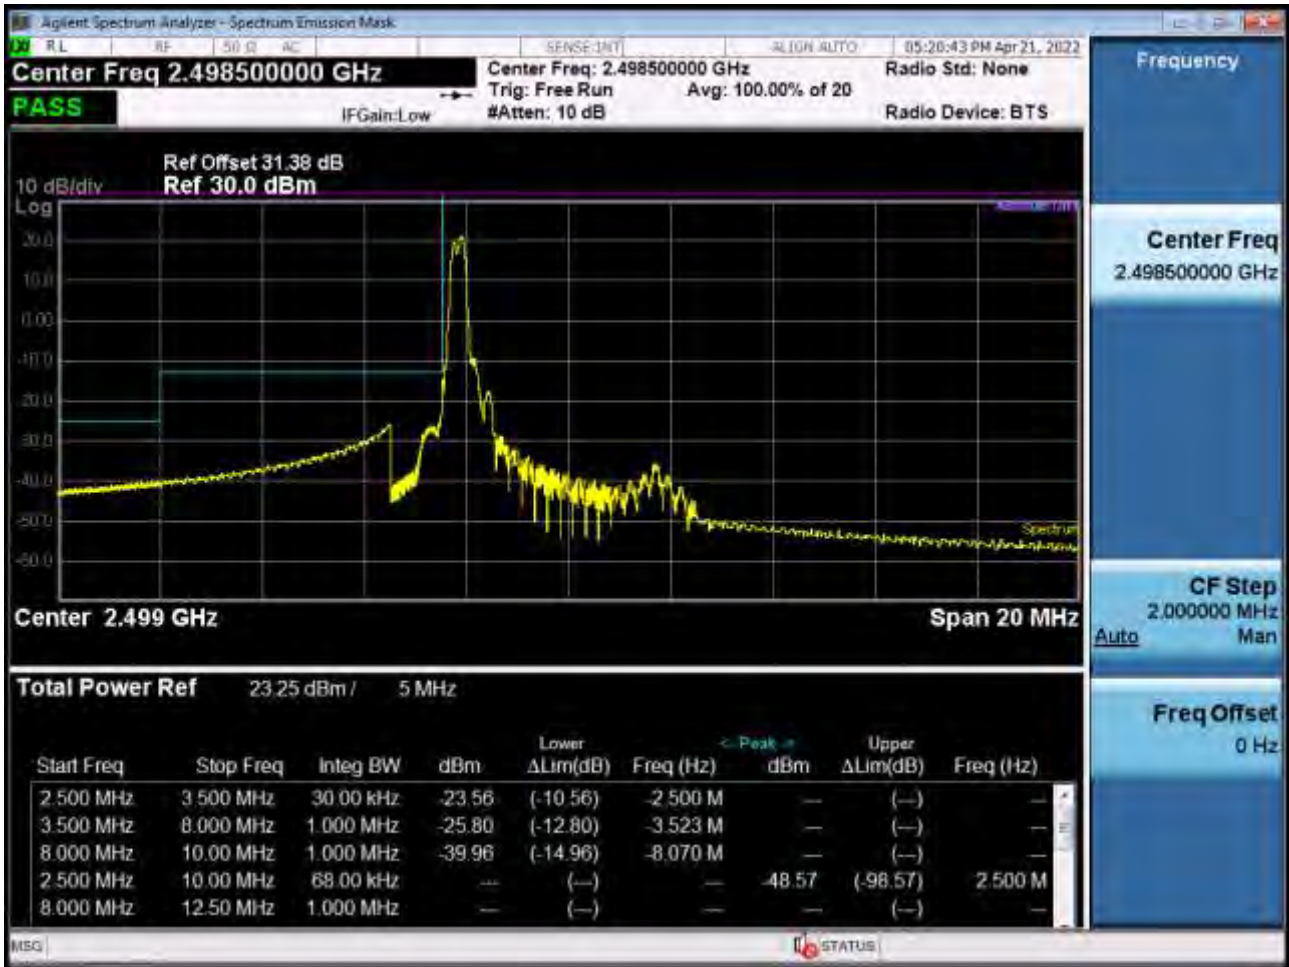 Agilent Spectrum Analyzer - Spectrum Emission Mask
RL RF 50 Ω AC SENSE:INT ALIGN AUTO 05:20:43 PM Apr 21, 2022
Center Freq 2.498500000 GHz
Center Freq: 2.498500000 GHz Radio Std: None
Trig: Free Run Avg: 100.00% of 20
PASS IFGain:Low #Atten: 10 dB Radio Device: BTS
Ref Offset 31.38 dB
10 dB/div Ref 30.0 dBm
Log
20.0
10.0
0.00
-10.0
-20.0
-30.0
-40.0
-50.0
-60.0
Spectrum
Center 2.499 GHz Span 20 MHz
Total Power Ref 23.25 dBm / 5 MHz
Lower <- Peak -> Upper
Start Freq Stop Freq Integ BW dBm ΔLim(dB) Freq (Hz) dBm ΔLim(dB) Freq (Hz)
2.500 MHz 3.500 MHz 30.00 kHz -23.56 (-10.56) -2.500 M --- (---) ---
3.500 MHz 8.000 MHz 1.000 MHz -25.80 (-12.80) -3.523 M --- (---) ---
8.000 MHz 10.00 MHz 1.000 MHz -39.96 (-14.96) -8.070 M --- (---) ---
2.500 MHz 10.00 MHz 68.00 kHz --- (---) --- -48.57 (-98.57) 2.500 M
8.000 MHz 12.50 MHz 1.000 MHz --- (---) --- --- (---) ---
MSG STATUS
Frequency
Center Freq
2.498500000 GHz
CF Step
2.000000 MHz
Auto Man
Freq Offset
0 Hz